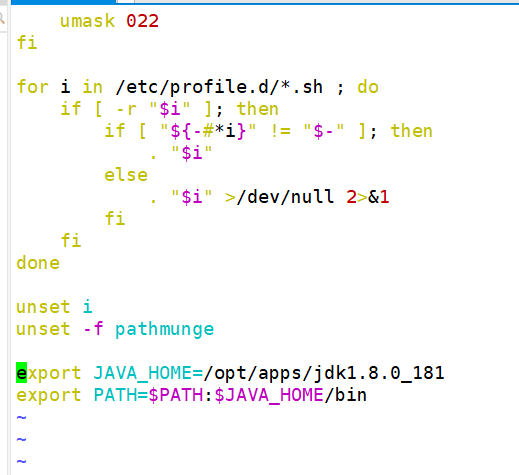 umask 022
fi

for i in /etc/profile.d/*.sh ; do
    if [ -r "$i" ]; then
        if [ "${-#*i}" != "$-" ]; then
            . "$i"
        else
            . "$i" >/dev/null 2>&1
        fi
    fi
done

unset i
unset -f pathmunge

export JAVA_HOME=/opt/apps/jdk1.8.0_181
export PATH=$PATH:$JAVA_HOME/bin
~
~
~